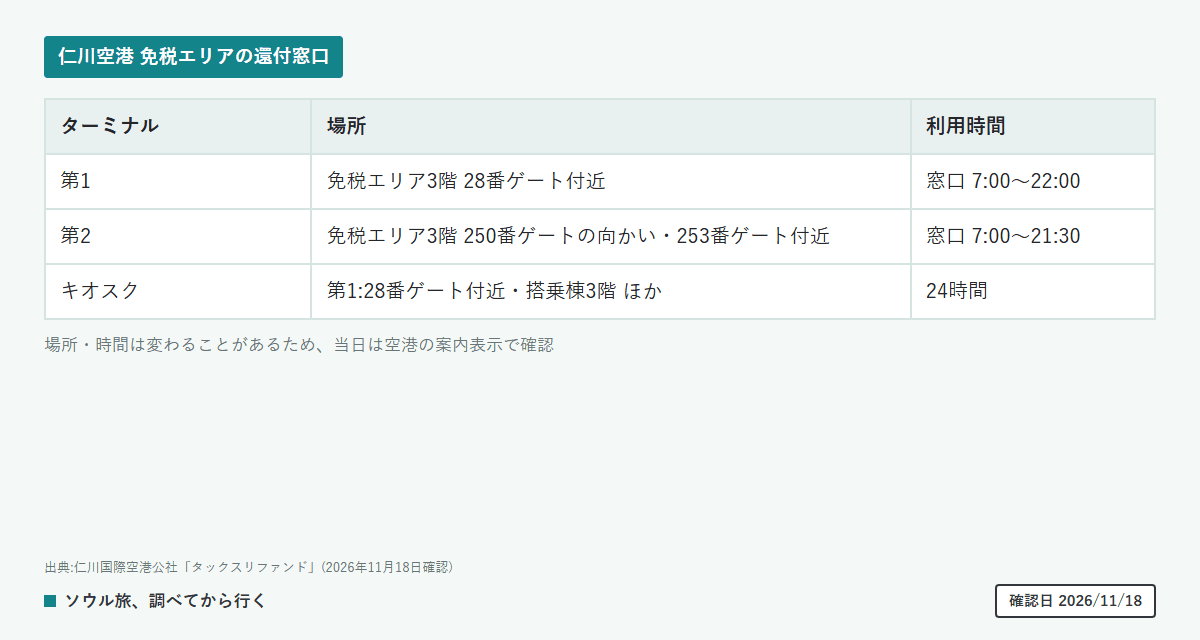 仁川空港 免税エリアの還付窓口
ターミナル 場所 利用時間
第1 免税エリア3階 28番ゲート付近 窓口 7:00〜22:00
第2 免税エリア3階 250番ゲートの向かい・253番ゲート付近 窓口 7:00〜21:30
キオスク 第1:28番ゲート付近・搭乗棟3階 ほか 24時間
場所・時間は変わることがあるため、当日は空港の案内表示で確認
出典:仁川国際空港公社「タックスリファンド」(2026年11月18日確認)
ソウル旅、調べてから行く
確認日 2026/11/18